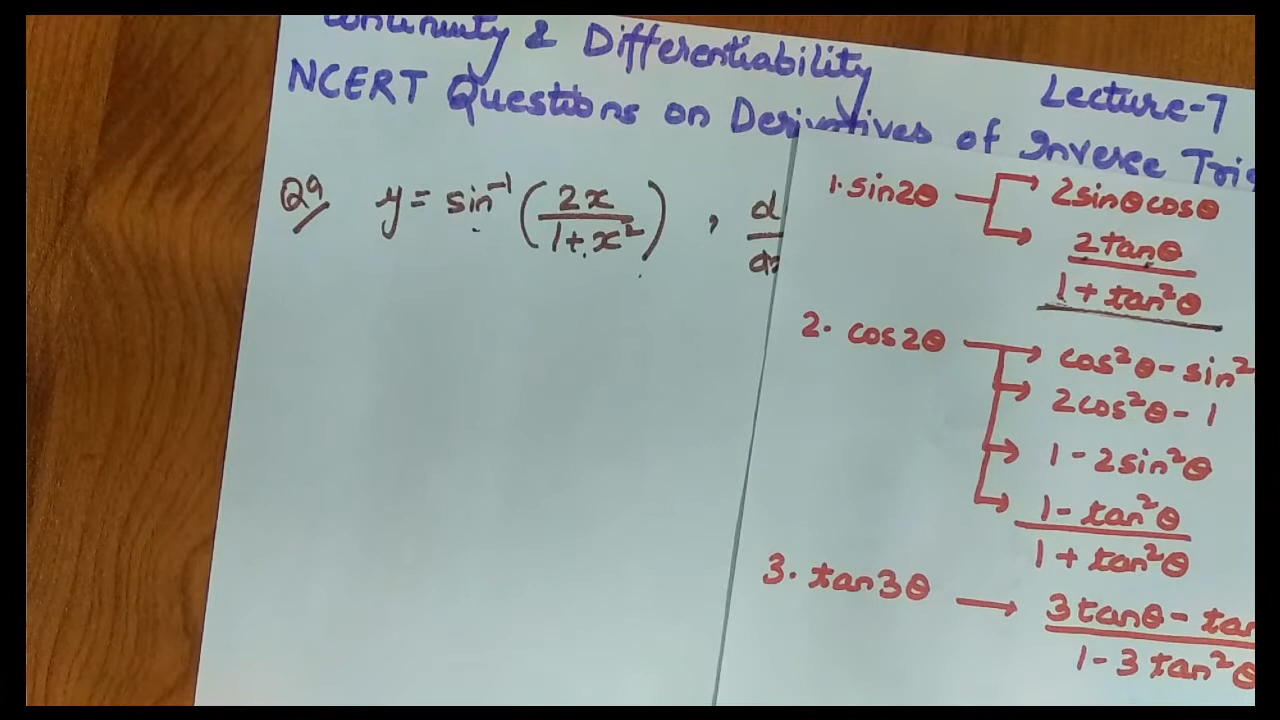 Continuity & Differentiability Lecture-7
NCERT Questions on Derivatives of Inverse Trig
Q9 y = sin⁻¹(2x/(1+x²)), d/dx
1. sin2θ → 2sinθcosθ
→ 2tanθ/(1+tan²θ)
2. cos2θ → cos²θ - sin²
→ 2cos²θ - 1
→ 1 - 2sin²θ
→ (1 - tan²θ)/(1 + tan²θ)
3. tan3θ → (3tanθ - tan)/(1 - 3tan²θ)